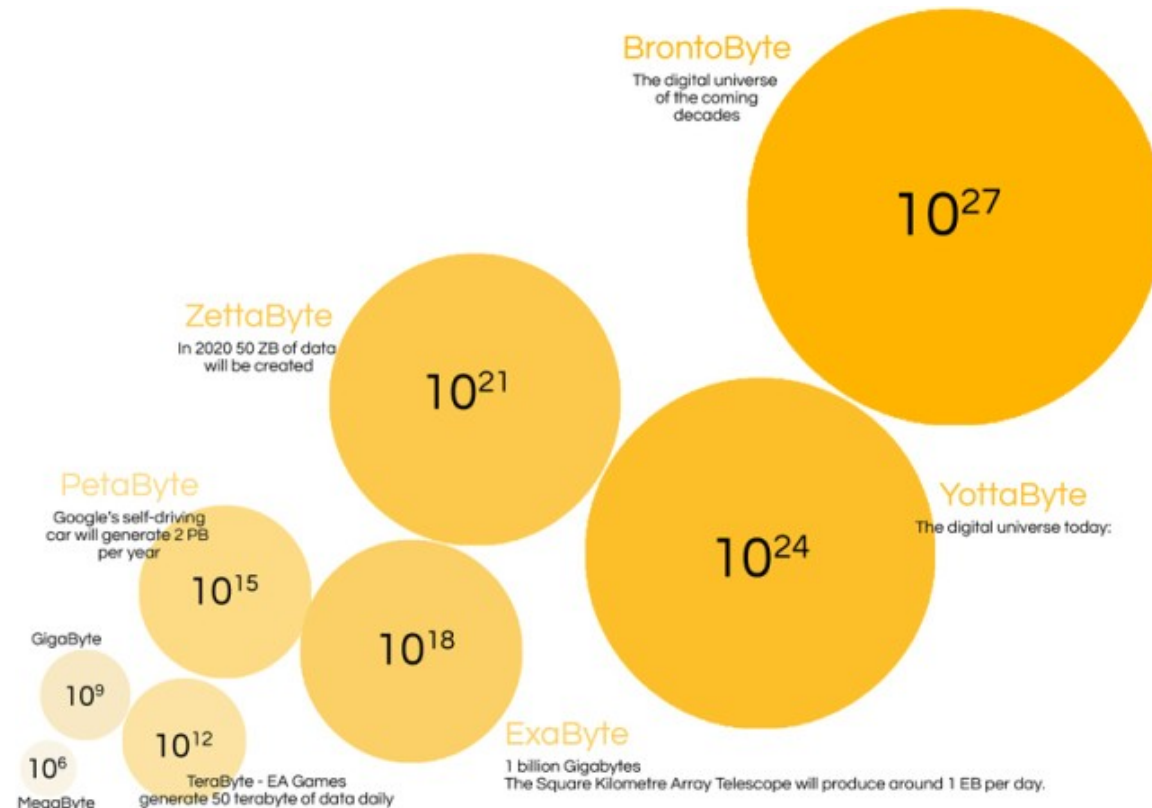 BrontoByte
The digital universe
of the coming
decades
10²⁷
ZettaByte
In 2020 50 ZB of data
will be created
10²¹
PetaByte
Google's self-driving
car will generate 2 PB
per year
10¹⁵
YottaByte
The digital universe today:
10²⁴
10¹⁸
GigaByte
10⁹
ExaByte
1 billion Gigabytes
The Square Kilometre Array Telescope will produce around 1 EB per day.
10¹²
TeraByte - EA Games
generate 50 terabyte of data daily
10⁶
MegaByte